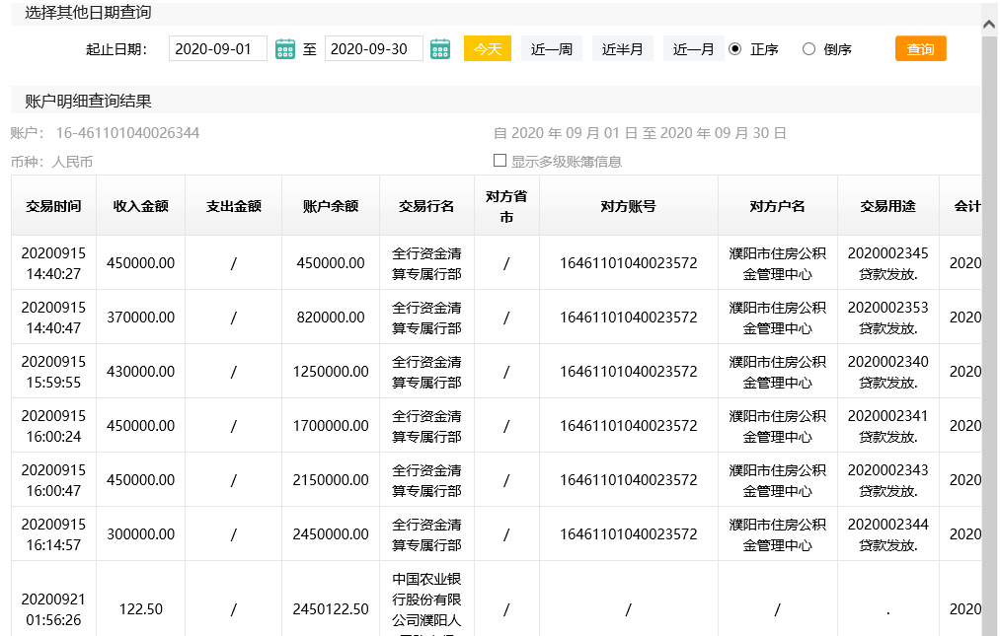 选择其他日期查询
起止日期： 2020-09-01 至 2020-09-30 今天 近一周 近半月 近一月 正序 倒序 查询
账户明细查询结果
账户： 16-461101040026344 自 2020 年 09 月 01 日 至 2020 年 09 月 30 日
币种：人民币 显示多级账簿信息
交易时间 收入金额 支出金额 账户余额 交易行名 对方省 对方账号 对方户名 交易用途 会计
市
20200915 450000.00 / 450000.00 全行资金清 / 16461101040023572 濮阳市住房公积 2020002345 2020
14:40:27 算专属行部 金管理中心 贷款发放.
20200915 370000.00 / 820000.00 全行资金清 / 16461101040023572 濮阳市住房公积 2020002353 2020
14:40:47 算专属行部 金管理中心 贷款发放.
20200915 430000.00 / 1250000.00 全行资金清 / 16461101040023572 濮阳市住房公积 2020002340 2020
15:59:55 算专属行部 金管理中心 贷款发放.
20200915 450000.00 / 1700000.00 全行资金清 / 16461101040023572 濮阳市住房公积 2020002341 2020
16:00:24 算专属行部 金管理中心 贷款发放.
20200915 450000.00 / 2150000.00 全行资金清 / 16461101040023572 濮阳市住房公积 2020002343 2020
16:00:47 算专属行部 金管理中心 贷款发放.
20200915 300000.00 / 2450000.00 全行资金清 / 16461101040023572 濮阳市住房公积 2020002344 2020
16:14:57 算专属行部 金管理中心 贷款发放.
20200921 122.50 / 2450122.50 中国农业银 / / / . 2020
01:56:26 行股份有限
公司濮阳人